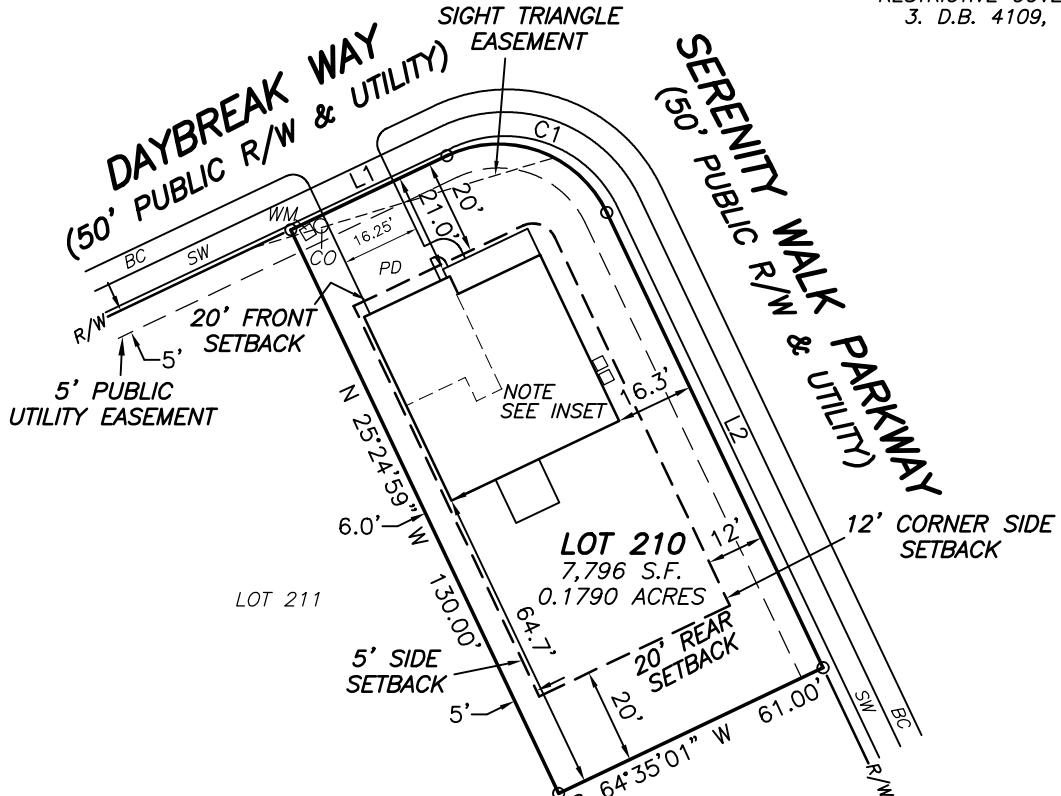 3. D.B. 4109,
SIGHT TRIANGLE
EASEMENT
DAYBREAK WAY
(50' PUBLIC R/W & UTILITY)
SERENITY WALK PARKWAY
(50' PUBLIC R/W & UTILITY)
C1
L1
20'
21.0'
WM
CO
16.25'
PD
BC
SW
R/W
20' FRONT
SETBACK
5'
5' PUBLIC
UTILITY EASEMENT
NOTE
SEE INSET
16.3'
L2
N 25°24'59" W
130.00'
6.0'
LOT 210
7,796 S.F.
0.1790 ACRES
12'
12' CORNER SIDE
SETBACK
LOT 211
64.7'
5' SIDE
SETBACK
5'
20' REAR
SETBACK
20'
64°35'01" W
61.00'
SW
BC
R/W